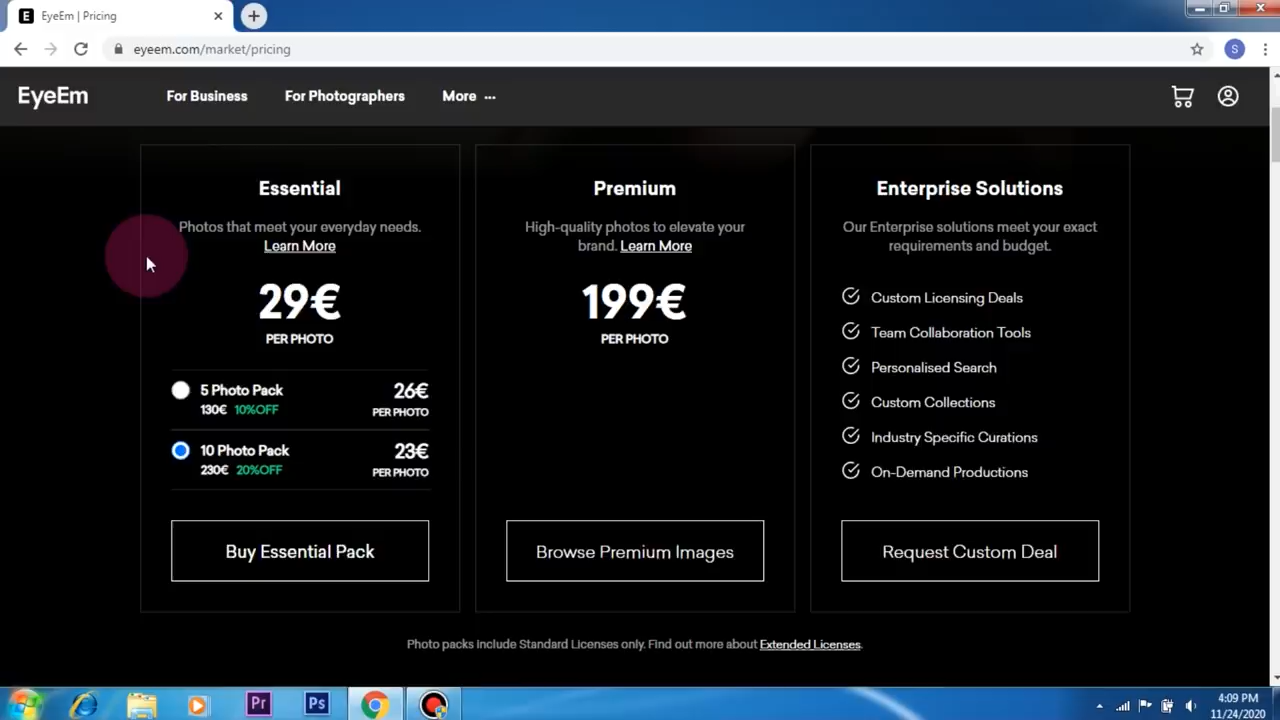 EyeEm | Pricing
eyeem.com/market/pricing
S
EyeEm
For Business
For Photographers
More ···
Essential
Photos that meet your everyday needs.
Learn More
29€
PER PHOTO
5 Photo Pack 26€
130€ 10%OFF PER PHOTO
10 Photo Pack 23€
230€ 20%OFF PER PHOTO
Buy Essential Pack
Premium
High-quality photos to elevate your
brand. Learn More
199€
PER PHOTO
Browse Premium Images
Enterprise Solutions
Our Enterprise solutions meet your exact
requirements and budget.
Custom Licensing Deals
Team Collaboration Tools
Personalised Search
Custom Collections
Industry Specific Curations
On-Demand Productions
Request Custom Deal
Photo packs include Standard Licenses only. Find out more about Extended Licenses.
Pr
Ps
4:09 PM
11/24/2020